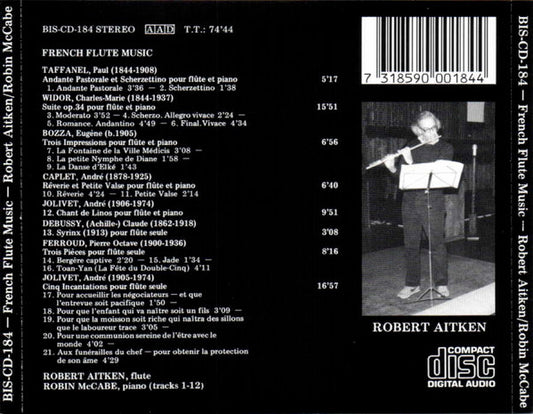 BIS-CD-184 — French Flute Music — Robert Aitken/Robin McCabe
BIS-CD-184 STEREO AAD T.T.: 74'44
FRENCH FLUTE MUSIC
TAFFANEL, Paul (1844-1908)
Andante Pastorale et Scherzettino pour flûte et piano 5'17
1. Andante Pastorale 3'36 – 2. Scherzettino 1'38
WIDOR, Charles-Marie (1844-1937)
Suite op.34 pour flûte et piano 15'51
3. Moderato 3'52 – 4. Scherzo. Allegro vivace 2'24 –
5. Romance. Andantino 4'49 – 6. Final. Vivace 4'34
BOZZA, Eugène (b.1905)
Trois Impressions pour flûte et piano 6'56
7. La Fontaine de la Ville Médicis 3'08 –
8. La petite Nymphe de Diane 1'58 –
9. La Danse d'Elké 1'43
CAPLET, André (1878-1925)
Rêverie et Petite Valse pour flûte et piano 6'40
10. Rêverie 4'24 – 11. Petite Valse 2'14
JOLIVET, André (1906-1974)
12. Chant de Linos pour flûte et piano 9'51
DEBUSSY, (Achille-) Claude (1862-1918)
13. Syrinx (1913) pour flûte seule 3'08
FERROUD, Pierre Octave (1900-1936)
Trois Pièces pour flûte seule 8'16
14. Bergère captive 2'20 – 15. Jade 1'34 –
16. Toan-Yan (La Fête du Double-Cinq) 4'11
JOLIVET, André (1905-1974)
Cinq Incantations pour flûte seule 16'57
17. Pour accueillir les négociateurs – et que
l'entrevue soit pacifique 1'50 –
18. Pour que l'enfant qui va naître soit un fils 3'09 –
19. Pour que la moisson soit riche qui naîtra des sillons
que le laboureur trace 3'05 –
20. Pour une communion sereine de l'être avec le
monde 4'02 –
21. Aux funérailles du chef – pour obtenir la protection
de son âme 4'29
ROBERT AITKEN, flute
ROBIN McCABE, piano (tracks 1-12)
7 318590 001844
ROBERT AITKEN
COMPACT
disc
DIGITAL AUDIO
BIS-CD-184 — French Flute Music — Robert Aitken/Robin McCabe